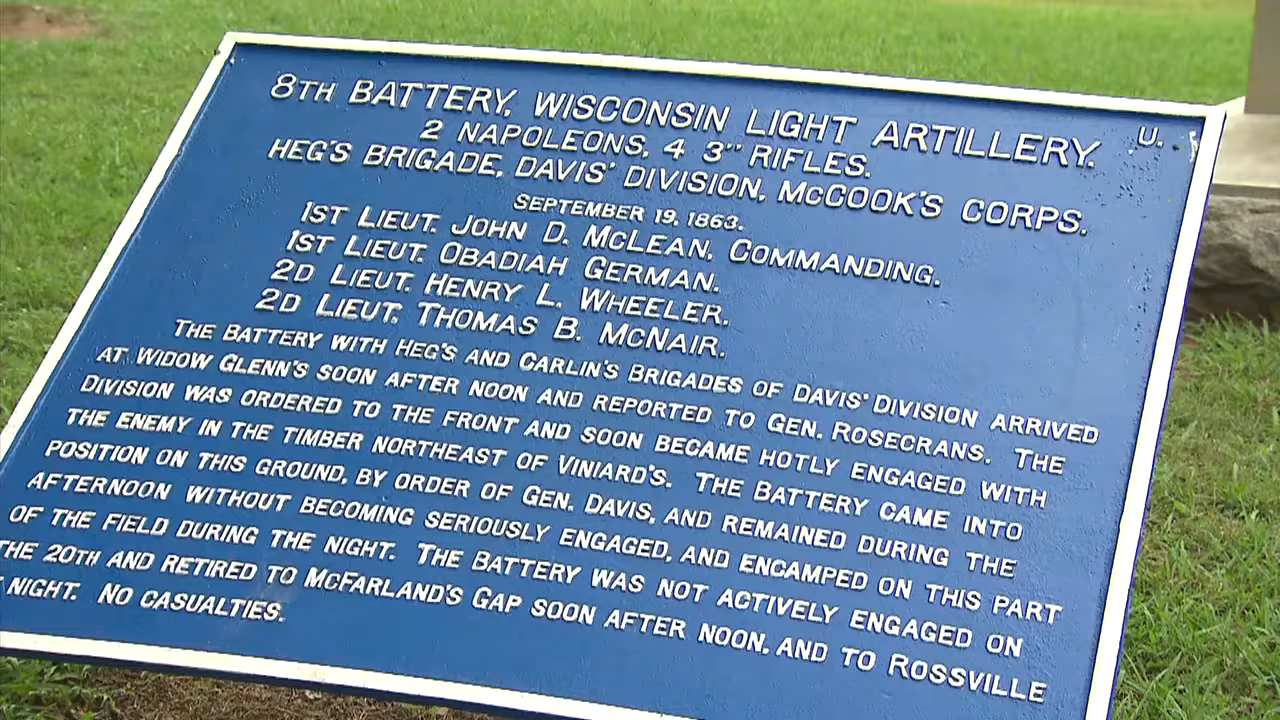 8TH BATTERY, WISCONSIN LIGHT ARTILLERY. U.
2 NAPOLEONS, 4 3" RIFLES.
HEG'S BRIGADE, DAVIS' DIVISION, McCOOK'S CORPS.
SEPTEMBER 19, 1863.
1ST LIEUT. JOHN D. McLEAN, COMMANDING.
1ST LIEUT. OBADIAH GERMAN.
2D LIEUT. HENRY L. WHEELER.
2D LIEUT. THOMAS B. McNAIR.
THE BATTERY WITH HEG'S AND CARLIN'S BRIGADES OF DAVIS' DIVISION ARRIVED
AT WIDOW GLENN'S SOON AFTER NOON AND REPORTED TO GEN. ROSECRANS. THE
DIVISION WAS ORDERED TO THE FRONT AND SOON BECAME HOTLY ENGAGED WITH
THE ENEMY IN THE TIMBER NORTHEAST OF VINIARD'S. THE BATTERY CAME INTO
POSITION ON THIS GROUND, BY ORDER OF GEN. DAVIS, AND REMAINED DURING THE
AFTERNOON WITHOUT BECOMING SERIOUSLY ENGAGED, AND ENCAMPED ON THIS PART
OF THE FIELD DURING THE NIGHT. THE BATTERY WAS NOT ACTIVELY ENGAGED ON
THE 20TH AND RETIRED TO McFARLAND'S GAP SOON AFTER NOON, AND TO ROSSVILLE
NIGHT. NO CASUALTIES.